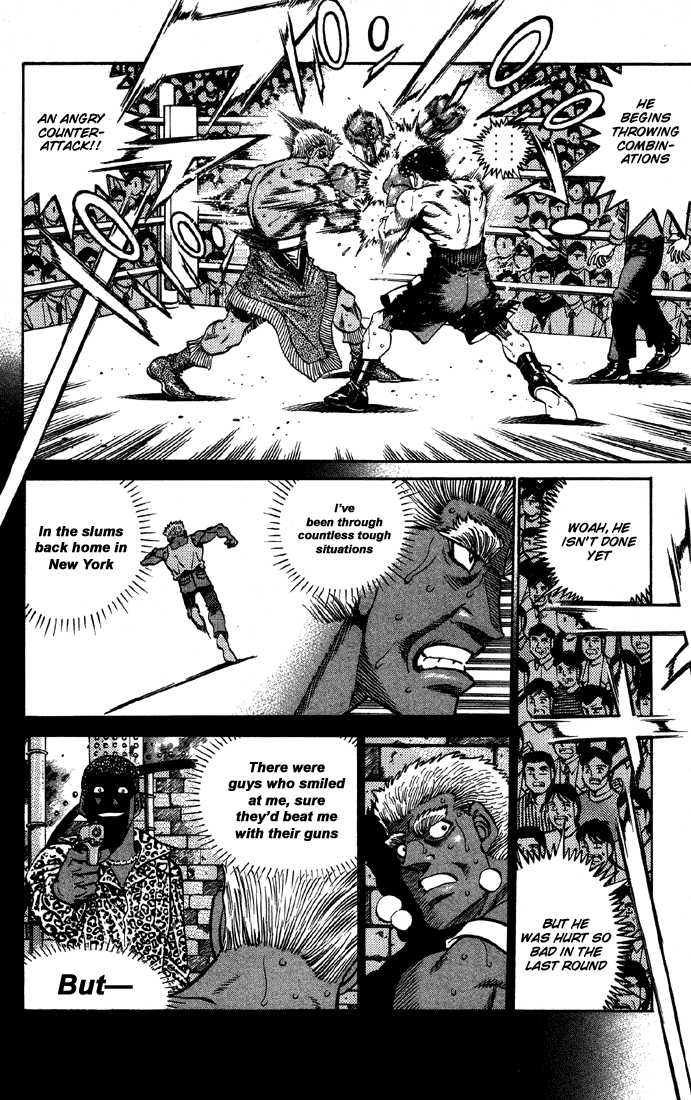 HE
BEGINS
THROWING
COMBIN-
ATIONS
AN ANGRY
COUNTER-
ATTACK!!
WOAH, HE
ISN'T DONE
YET
BUT HE
WAS HURT SO
BAD IN THE
LAST ROUND
I've
been through
countless tough
situations
In the slums
back home in
New York
There were
guys who smiled
at me, sure
they'd beat me
with their guns
But—